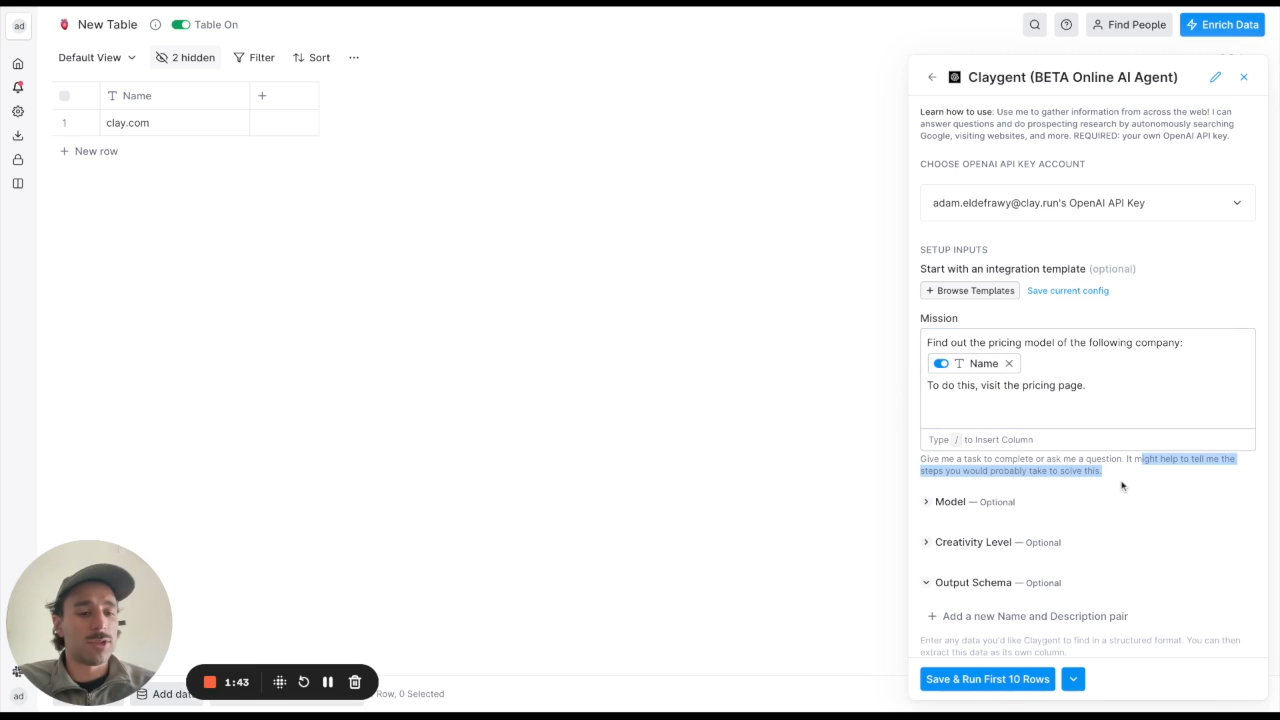 ad
New Table
Table On
Find People
Enrich Data
Default View
2 hidden
Filter
Sort
Name
1
clay.com
+ New row
Claygent (BETA Online AI Agent)
Learn how to use: Use me to gather information from across the web! I can
answer questions and do prospecting research by autonomously searching
Google, visiting websites, and more. REQUIRED: your own OpenAI API key.
CHOOSE OPENAI API KEY ACCOUNT
adam.eldefrawy@clay.run's OpenAI API Key
SETUP INPUTS
Start with an integration template (optional)
+ Browse Templates
Save current config
Mission
Find out the pricing model of the following company:
Name
To do this, visit the pricing page.
Type / to Insert Column
Give me a task to complete or ask me a question. It might help to tell me the
steps you would probably take to solve this.
Model — Optional
Creativity Level — Optional
Output Schema — Optional
+ Add a new Name and Description pair
Enter any data you'd like Claygent to find in a structured format. You can then
extract this data as its own column.
Save & Run First 10 Rows
1:43
ad
Add dat
Row, 0 Selected